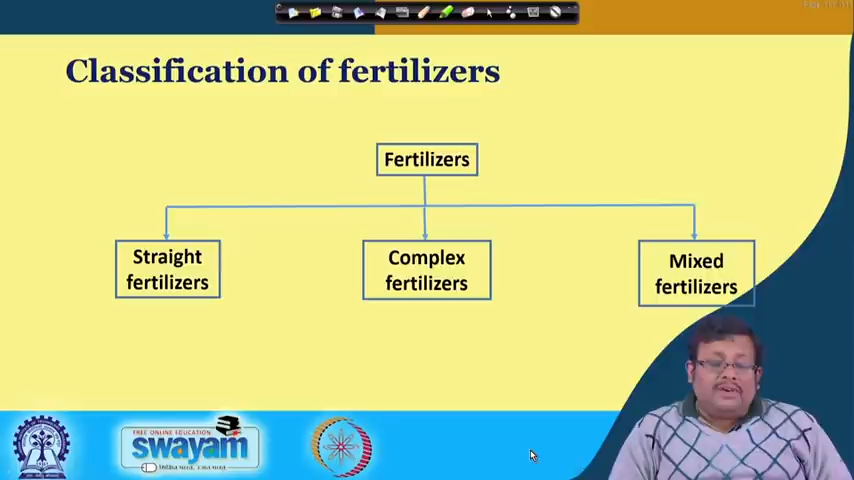 Classification of fertilizers
Fertilizers
Straight
fertilizers
Complex
fertilizers
Mixed
fertilizers
FREE ONLINE EDUCATION
swayam